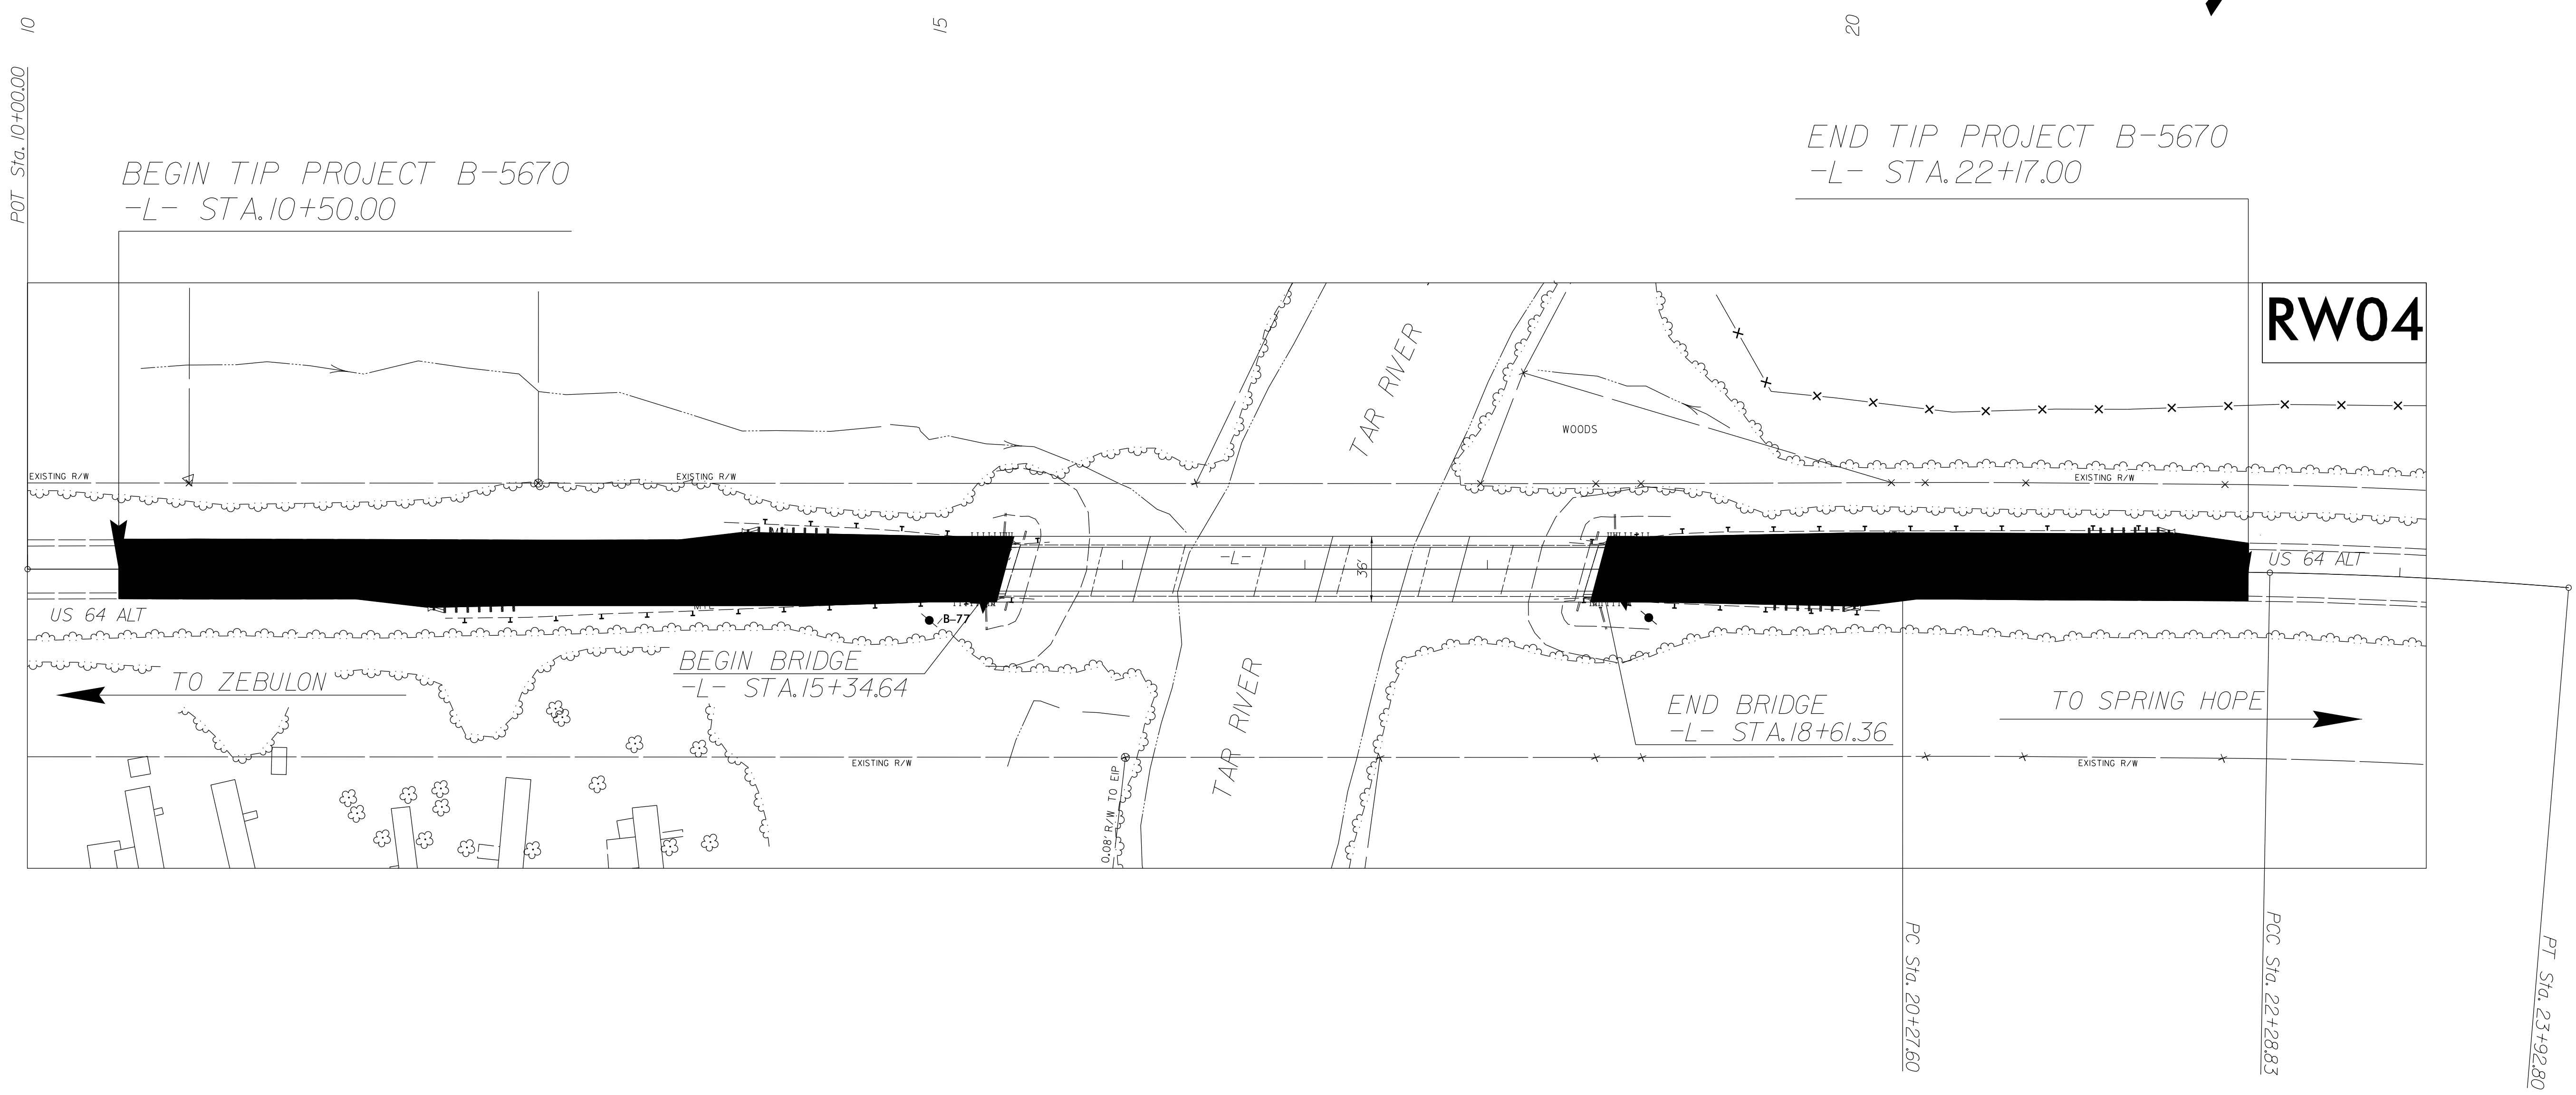 10
15
20
POT Sta. 10+00.00
BEGIN TIP PROJECT B-5670
-L- STA. 10+50.00
END TIP PROJECT B-5670
-L- STA. 22+17.00
RW04
TAR RIVER
WOODS
EXISTING R/W
EXISTING R/W
EXISTING R/W
-L-
36'
US 64 ALT
US 64 ALT
B-77
BEGIN BRIDGE
-L- STA. 15+34.64
TO ZEBULON
TAR RIVER
END BRIDGE
-L- STA. 18+61.36
TO SPRING HOPE
EXISTING R/W
EXISTING R/W
0.08' R/W TO EIP
PC Sta. 20+27.60
PCC Sta. 22+28.83
PT Sta. 23+92.80